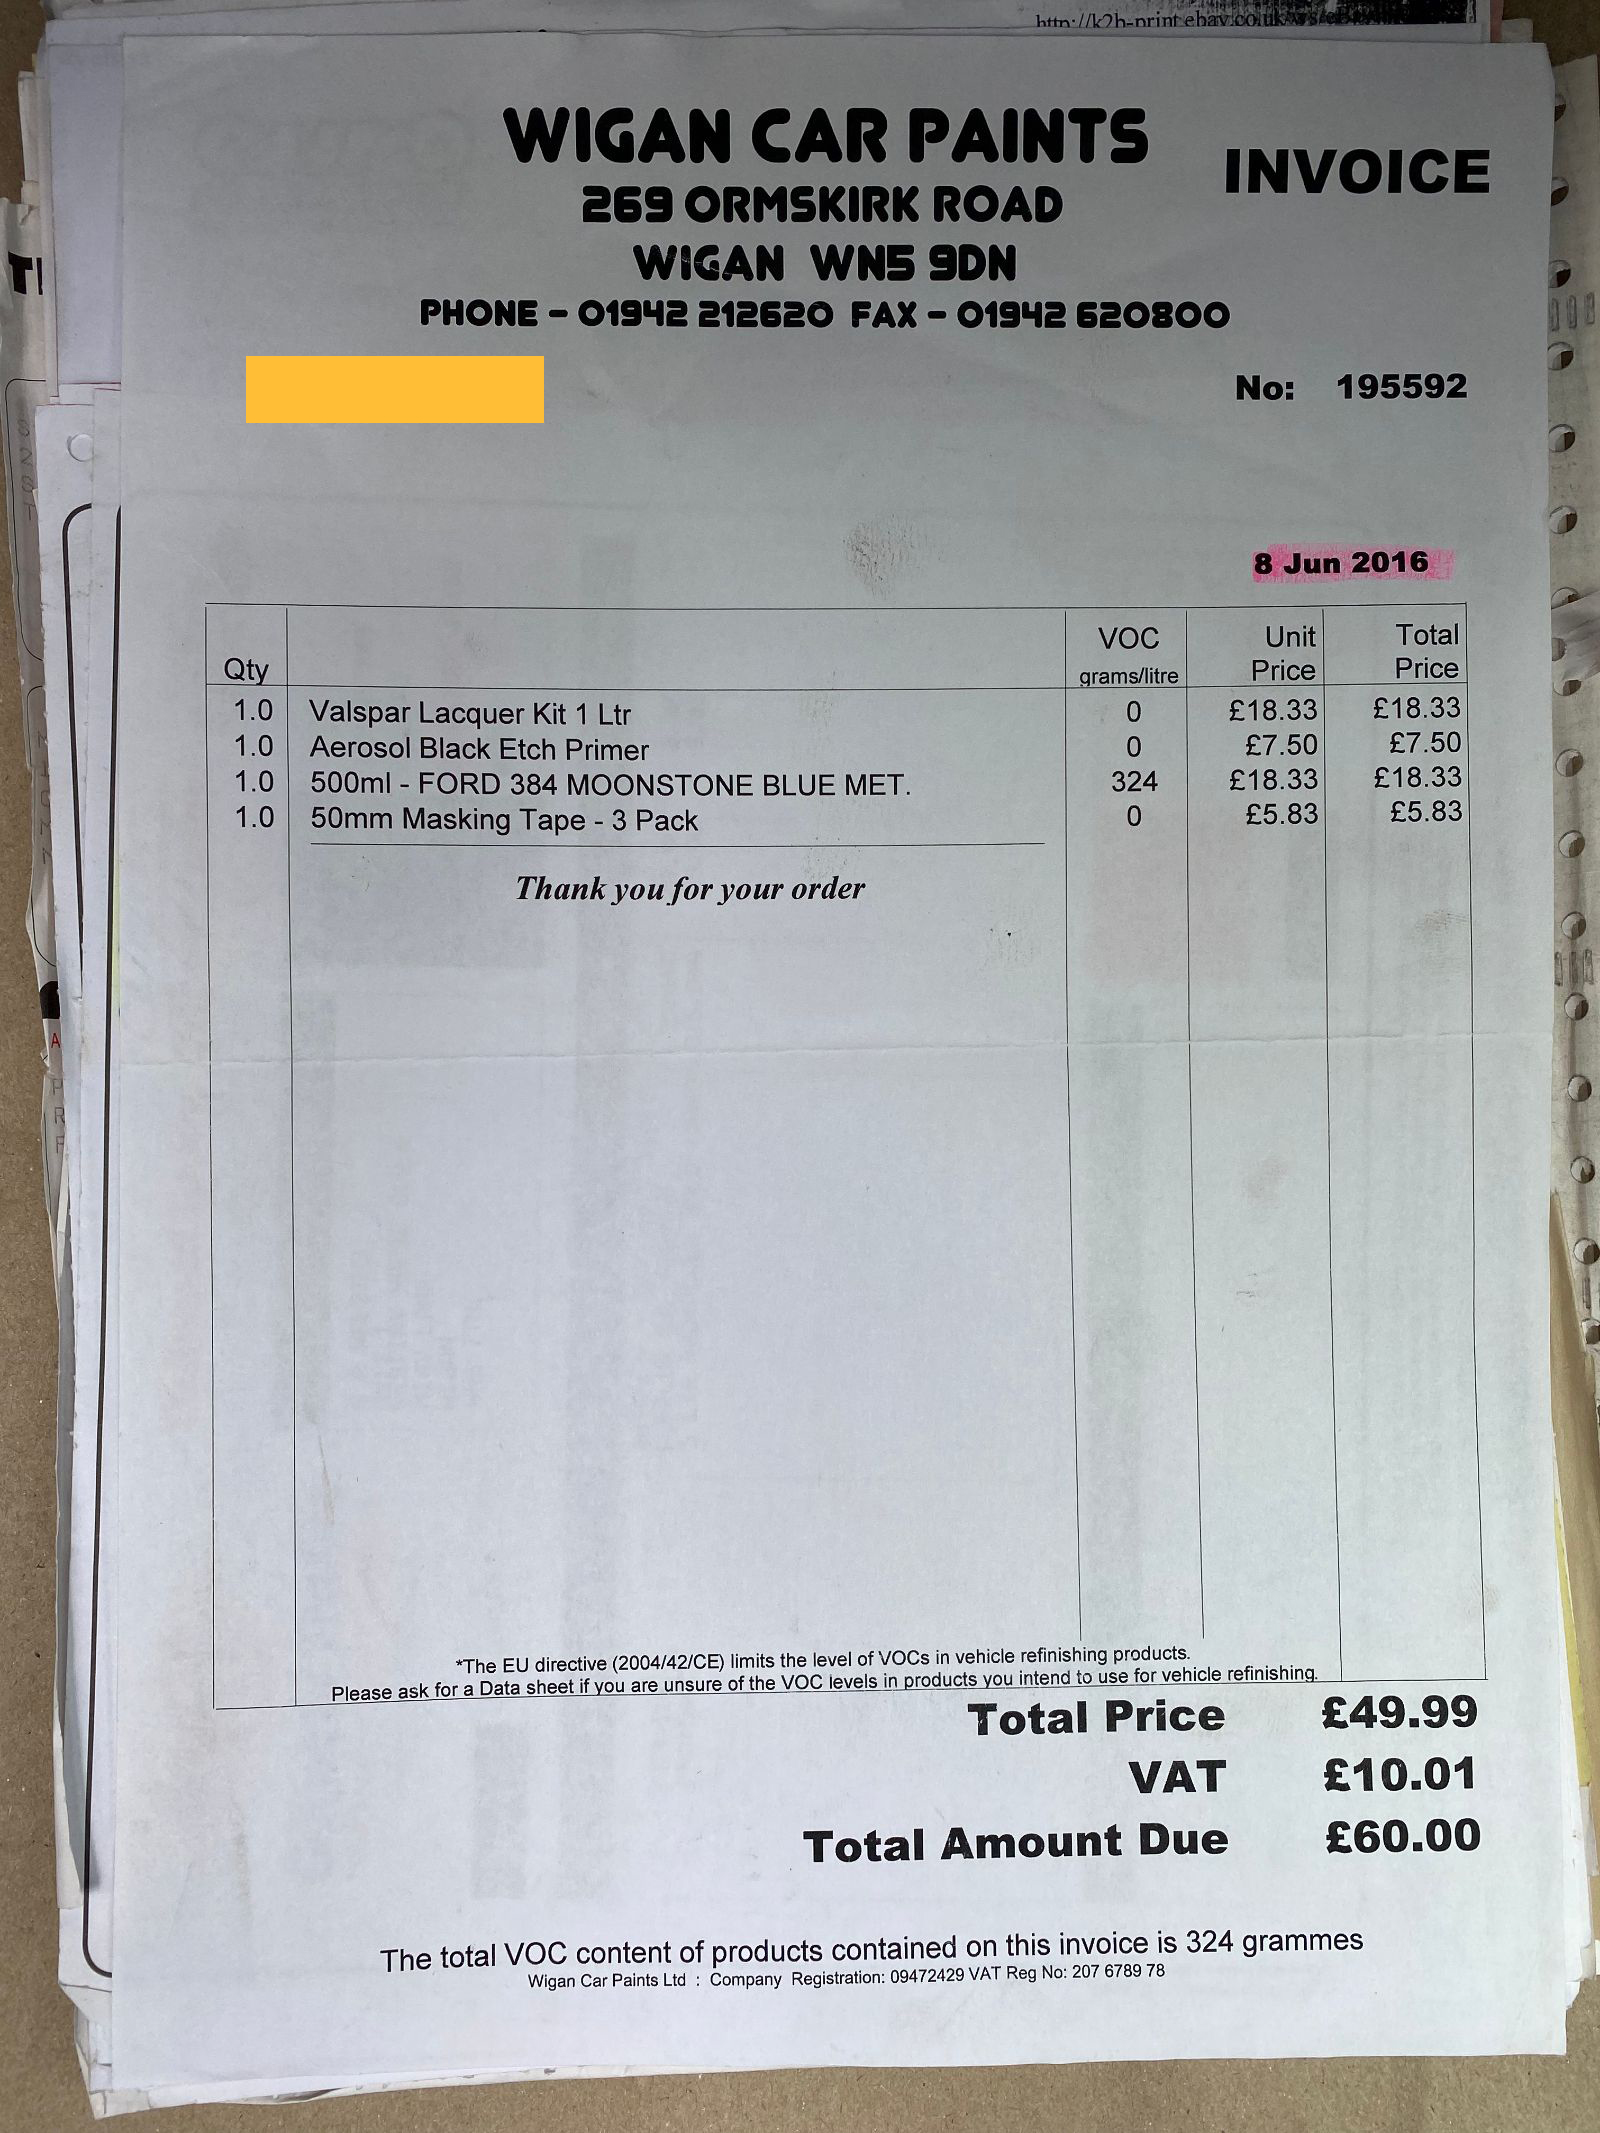 http://k2b-print.ebay.co.uk/ws/e
WIGAN CAR PAINTS
INVOICE
269 ORMSKIRK ROAD
WIGAN WN5 9DN
PHONE - 01942 212620 FAX - 01942 620800
No: 195592
8 Jun 2016
Qty VOC grams/litre Unit Price Total Price
1.0 Valspar Lacquer Kit 1 Ltr 0 £18.33 £18.33
1.0 Aerosol Black Etch Primer 0 £7.50 £7.50
1.0 500ml - FORD 384 MOONSTONE BLUE MET. 324 £18.33 £18.33
1.0 50mm Masking Tape - 3 Pack 0 £5.83 £5.83
Thank you for your order
*The EU directive (2004/42/CE) limits the level of VOCs in vehicle refinishing products.
Please ask for a Data sheet if you are unsure of the VOC levels in products you intend to use for vehicle refinishing.
Total Price £49.99
VAT £10.01
Total Amount Due £60.00
The total VOC content of products contained on this invoice is 324 grammes
Wigan Car Paints Ltd : Company Registration: 09472429 VAT Reg No: 207 6789 78